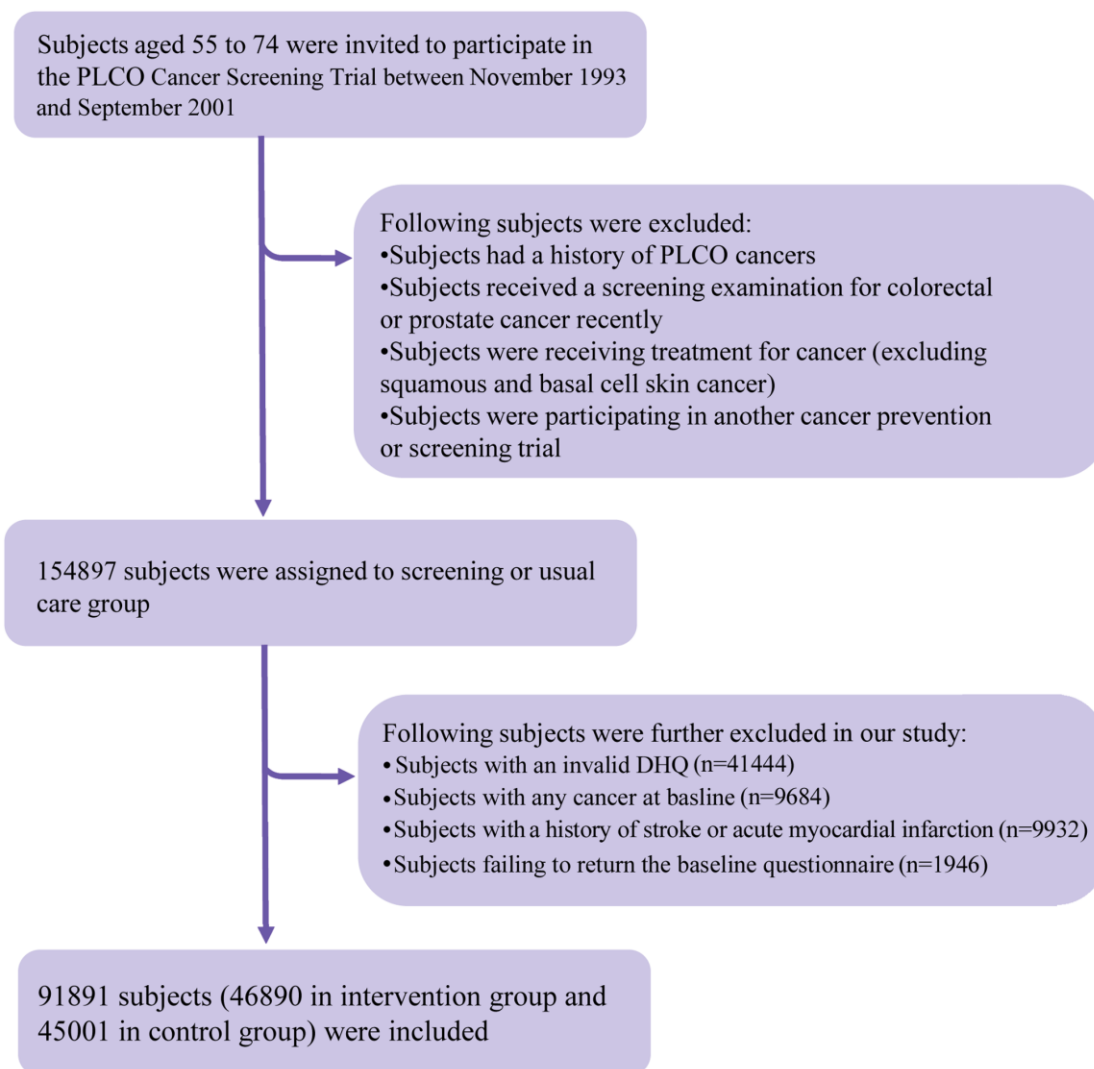 Subjects aged 55 to 74 were invited to participate in
the PLCO Cancer Screening Trial between November 1993
and September 2001
Following subjects were excluded:
•Subjects had a history of PLCO cancers
•Subjects received a screening examination for colorectal
or prostate cancer recently
•Subjects were receiving treatment for cancer (excluding
squamous and basal cell skin cancer)
•Subjects were participating in another cancer prevention
or screening trial
154897 subjects were assigned to screening or usual
care group
Following subjects were further excluded in our study:
• Subjects with an invalid DHQ (n=41444)
•Subjects with any cancer at basline (n=9684)
•Subjects with a history of stroke or acute myocardial infarction (n=9932)
•Subjects failing to return the baseline questionnaire (n=1946)
91891 subjects (46890 in intervention group and
45001 in control group) were included